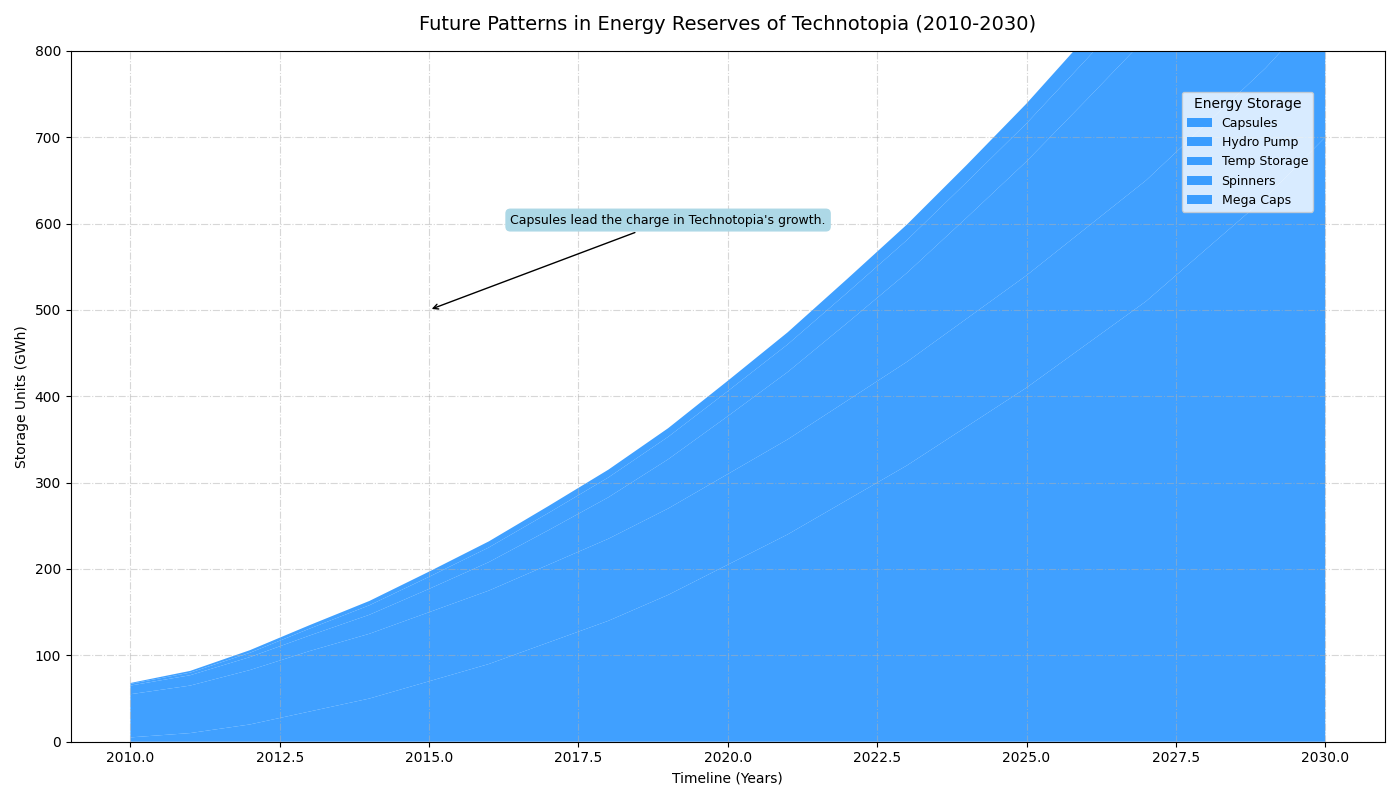 Future Patterns in Energy Reserves of Technotopia (2010-2030)
800
700
600
500
400
300
200
100
0
Storage Units (GWh)
Capsules lead the charge in Technotopia's growth.
Energy Storage
Capsules
Hydro Pump
Temp Storage
Spinners
Mega Caps
2010.0 2012.5 2015.0 2017.5 2020.0 2022.5 2025.0 2027.5 2030.0
Timeline (Years)